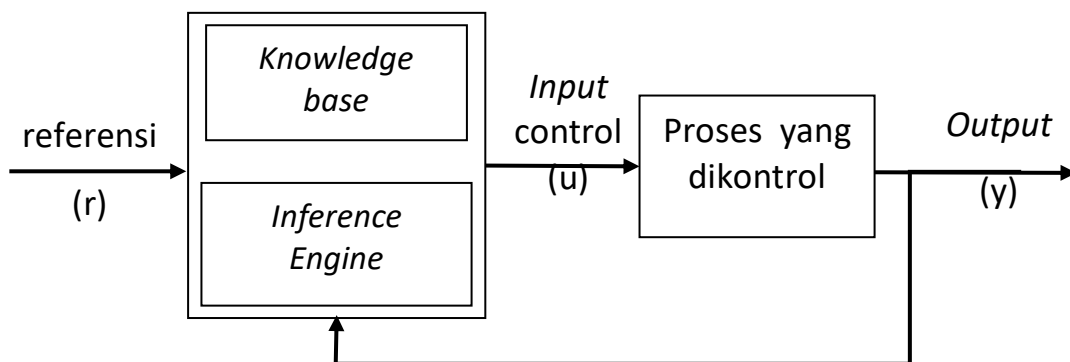 referensi
(r)
Knowledge
base
Inference
Engine
Input
control
(u)
Proses yang
dikontrol
Output
(y)